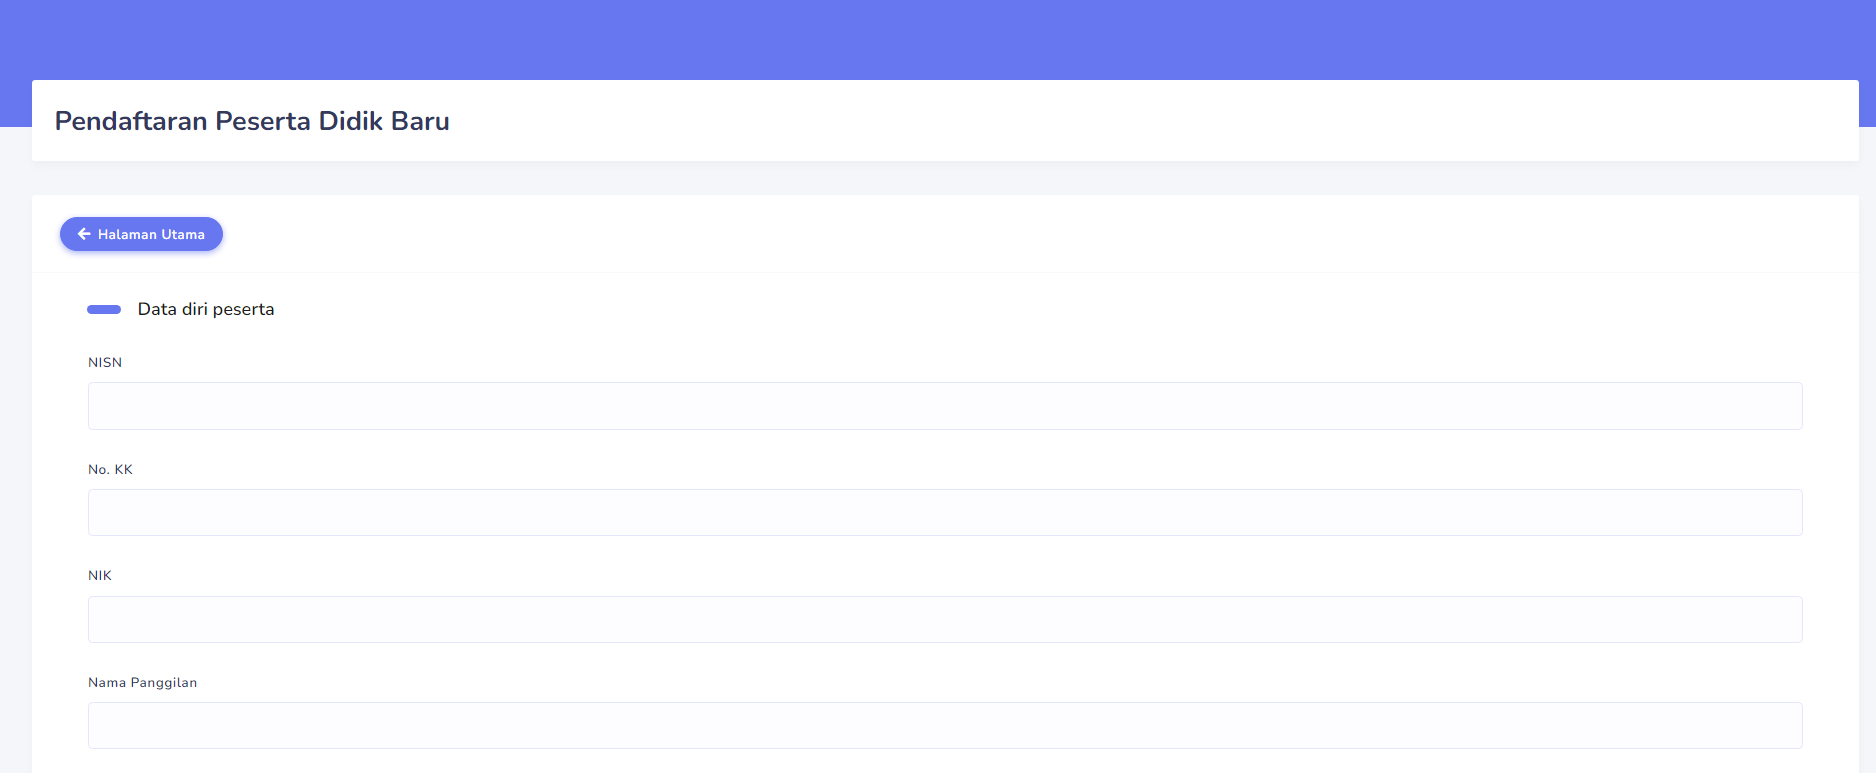 Pendaftaran Peserta Didik Baru
Halaman Utama
Data diri peserta
NISN
No. KK
NIK
Nama Panggilan